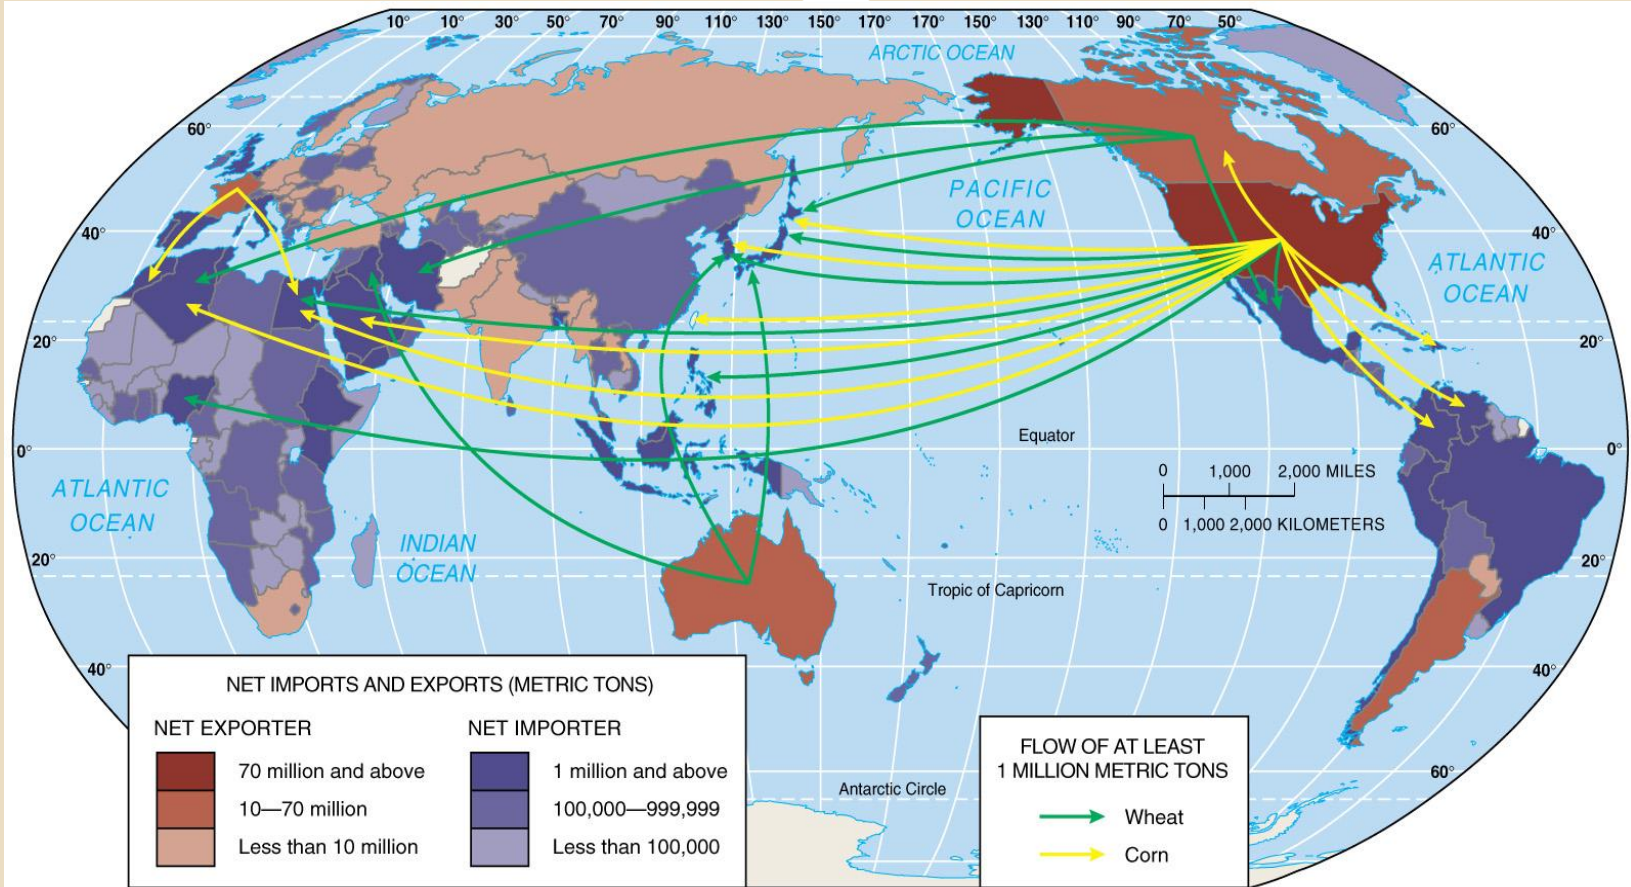 10° 10° 30° 50° 70° 90° 110° 130° 150° 170° 170° 150° 130° 110° 90° 70° 50°
ARCTIC OCEAN
60° 60°
PACIFIC
OCEAN
40° 40°
ATLANTIC
OCEAN
20° 20°
Equator
0° 0°
0 1,000 2,000 MILES
0 1,000 2,000 KILOMETERS
ATLANTIC
OCEAN
INDIAN
OCEAN
20° 20°
Tropic of Capricorn
40° 40°
60°
Antarctic Circle
NET IMPORTS AND EXPORTS (METRIC TONS)
NET EXPORTER
70 million and above
10—70 million
Less than 10 million
NET IMPORTER
1 million and above
100,000—999,999
Less than 100,000
FLOW OF AT LEAST
1 MILLION METRIC TONS
Wheat
Corn